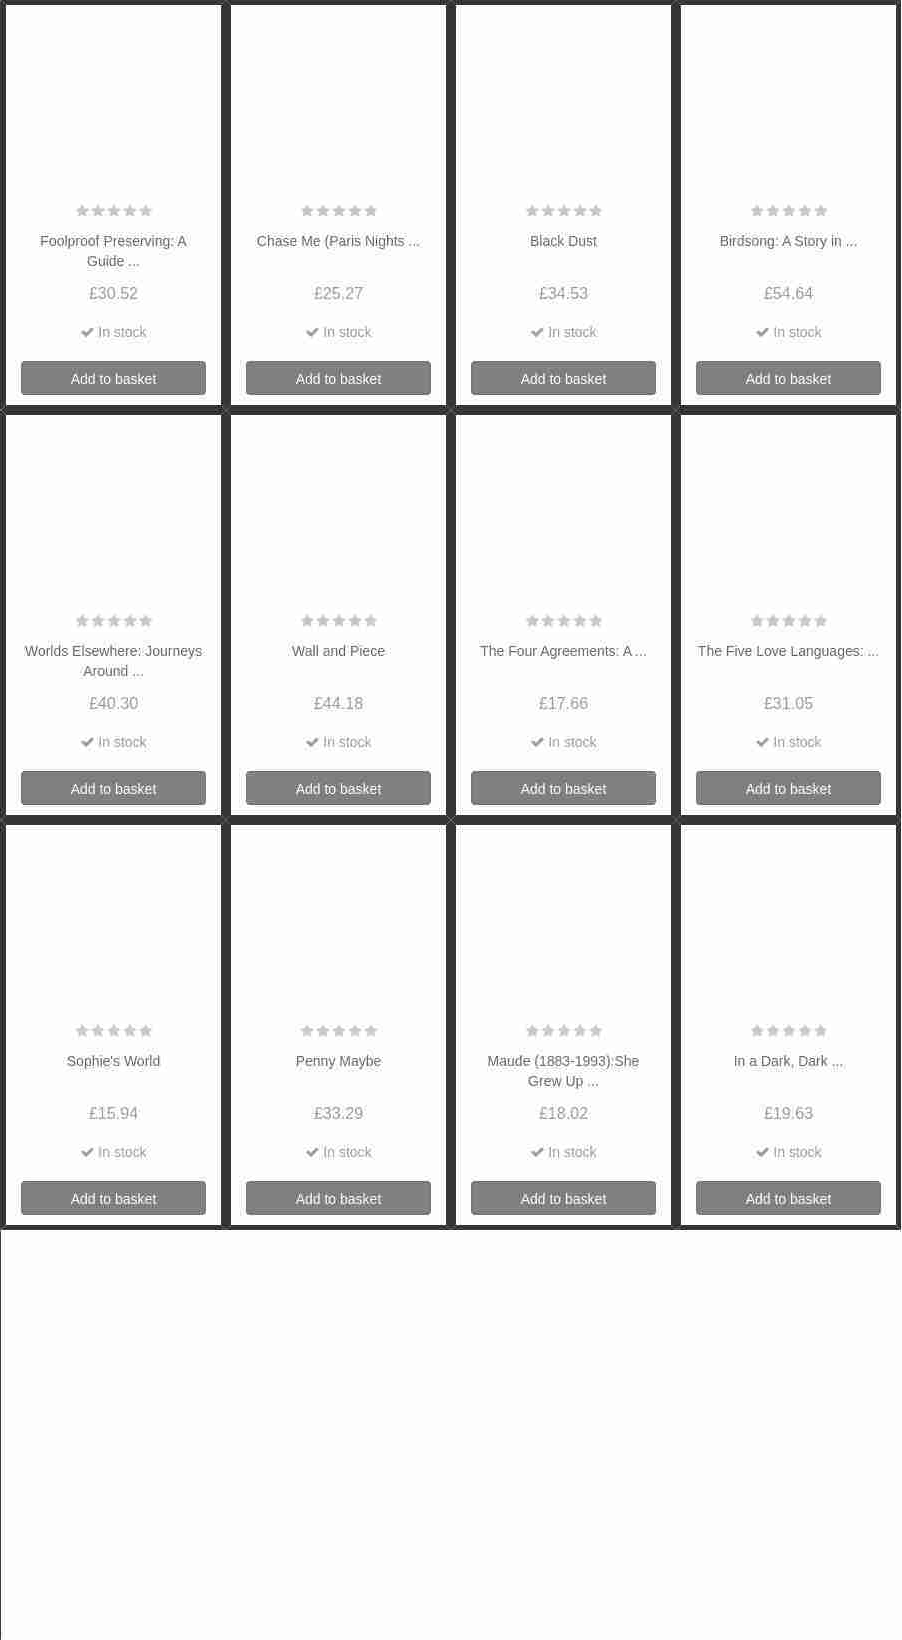 Foolproof Preserving: A
Guide ...
£30.52
In stock
Add to basket
Chase Me (Paris Nights ...
£25.27
In stock
Add to basket
Black Dust
£34.53
In stock
Add to basket
Birdsong: A Story in ...
£54.64
In stock
Add to basket
Worlds Elsewhere: Journeys
Around ...
£40.30
In stock
Add to basket
Wall and Piece
£44.18
In stock
Add to basket
The Four Agreements: A ...
£17.66
In stock
Add to basket
The Five Love Languages: ...
£31.05
In stock
Add to basket
Sophie's World
£15.94
In stock
Add to basket
Penny Maybe
£33.29
In stock
Add to basket
Maude (1883-1993):She
Grew Up ...
£18.02
In stock
Add to basket
In a Dark, Dark ...
£19.63
In stock
Add to basket